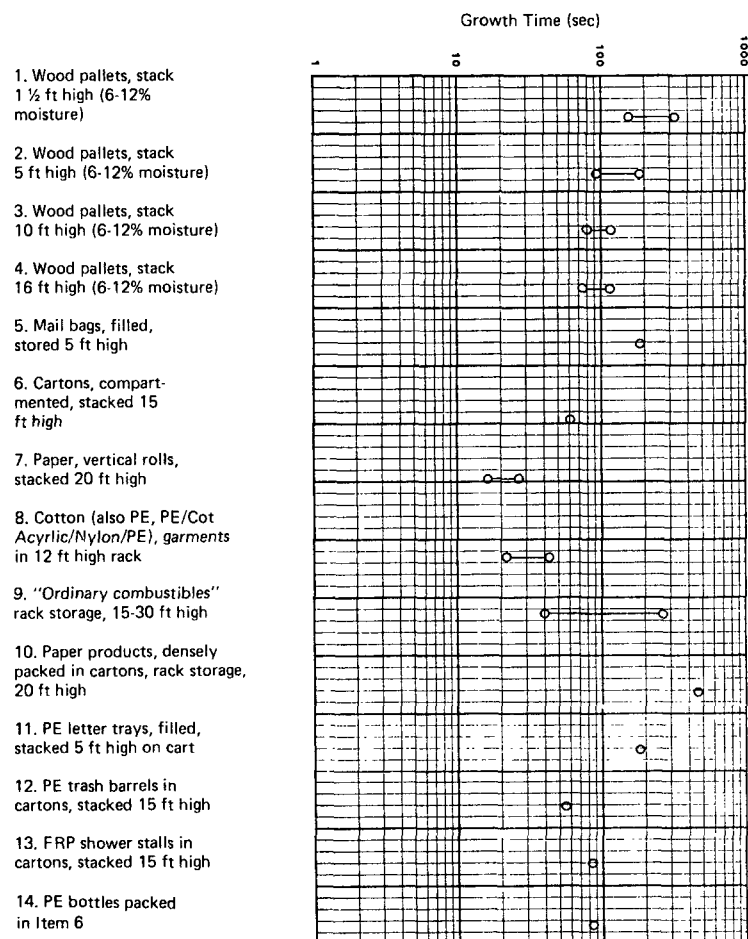 Growth Time (sec)
1 10 100 1000
1. Wood pallets, stack
1 ½ ft high (6-12%
moisture)
2. Wood pallets, stack
5 ft high (6-12% moisture)
3. Wood pallets, stack
10 ft high (6-12% moisture)
4. Wood pallets, stack
16 ft high (6-12% moisture)
5. Mail bags, filled,
stored 5 ft high
6. Cartons, compart-
mented, stacked 15
ft high
7. Paper, vertical rolls,
stacked 20 ft high
8. Cotton (also PE, PE/Cot
Acyrlic/Nylon/PE), garments
in 12 ft high rack
9. "Ordinary combustibles"
rack storage, 15-30 ft high
10. Paper products, densely
packed in cartons, rack storage,
20 ft high
11. PE letter trays, filled,
stacked 5 ft high on cart
12. PE trash barrels in
cartons, stacked 15 ft high
13. FRP shower stalls in
cartons, stacked 15 ft high
14. PE bottles packed
in Item 6